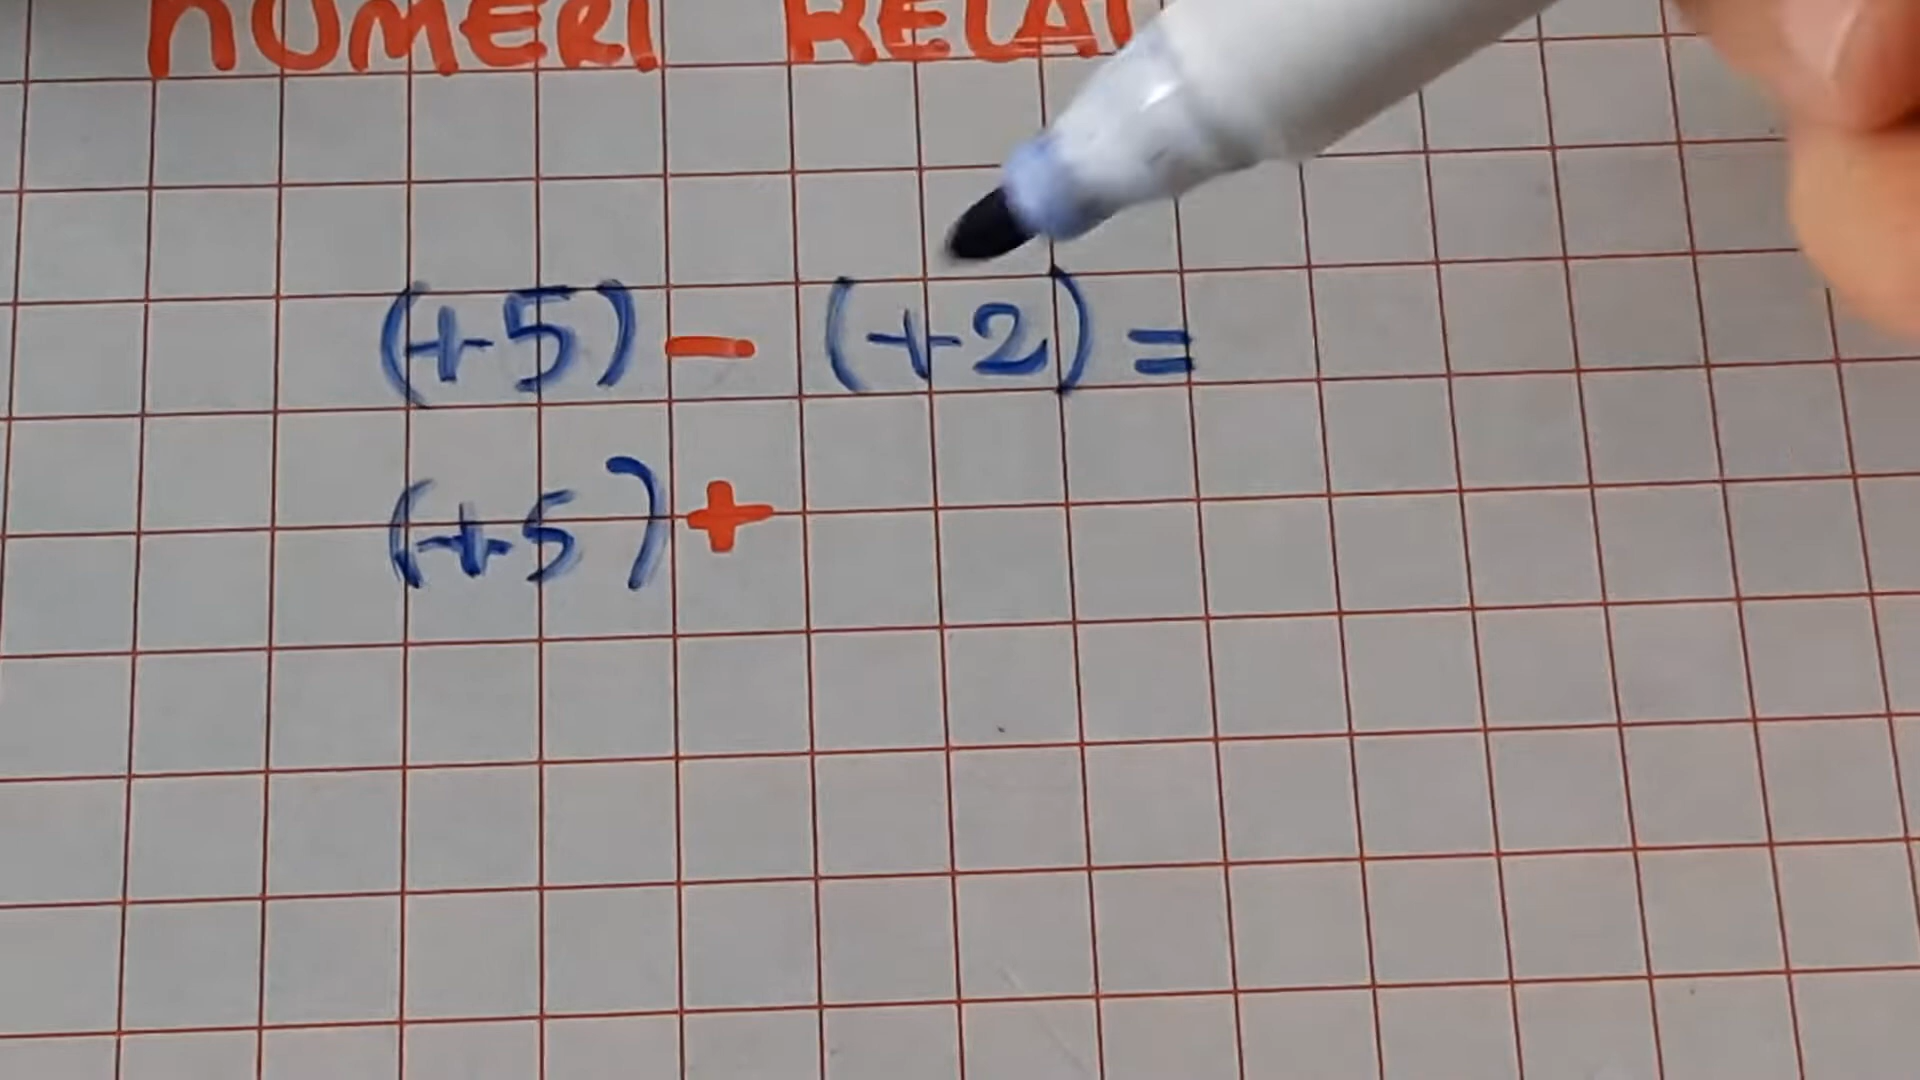 NUMERI
(+5) - (+2) =
(+5) +